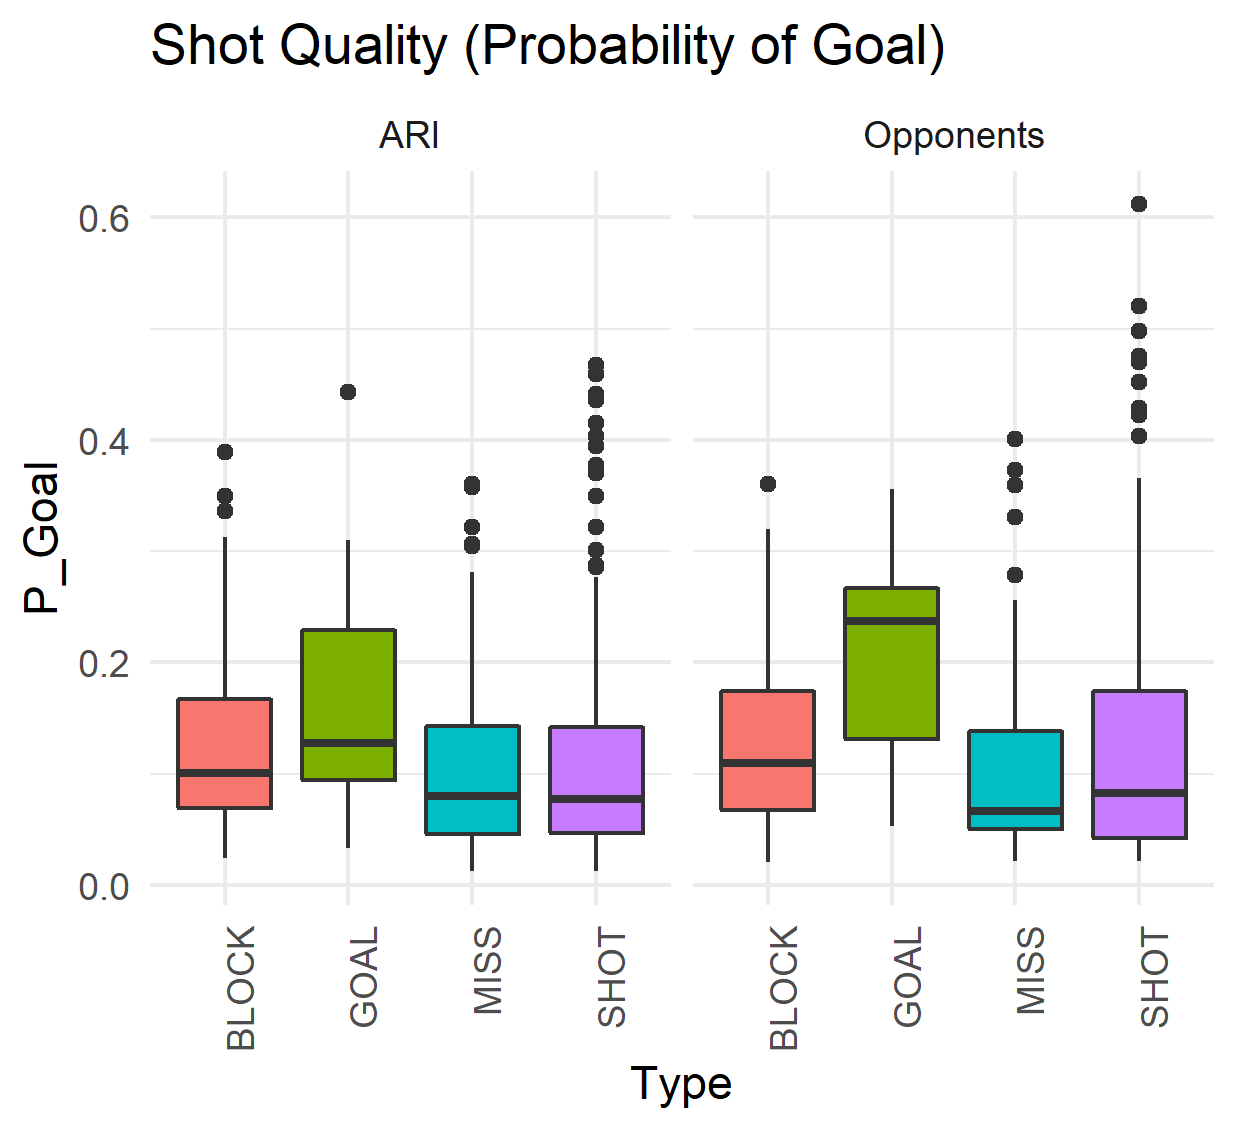 Shot Quality (Probability of Goal)
ARI
Opponents
0.6
0.4
0.2
0.0
P_Goal
BLOCK
GOAL
MISS
SHOT
BLOCK
GOAL
MISS
SHOT
Type